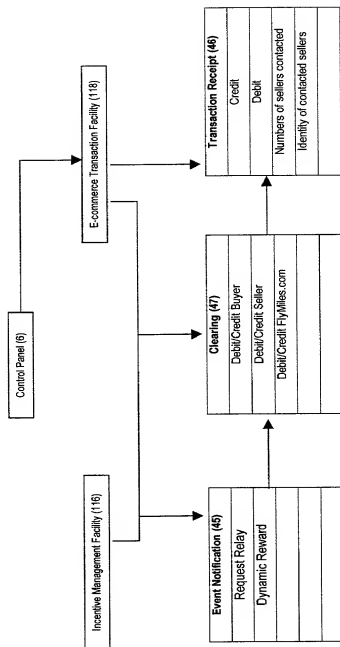 Control Panel (6)
Incentive Management Facility (116)
E-commerce Transaction Facility (118)
Event Notification (45)
Request Relay
Dynamic Reward
Clearing (47)
Debit/Credit Buyer
Debit/Credit Seller
Debit/Credit FlyMiles.com
Transaction Receipt (46)
Credit
Debit
Numbers of sellers contacted
Identity of contacted sellers